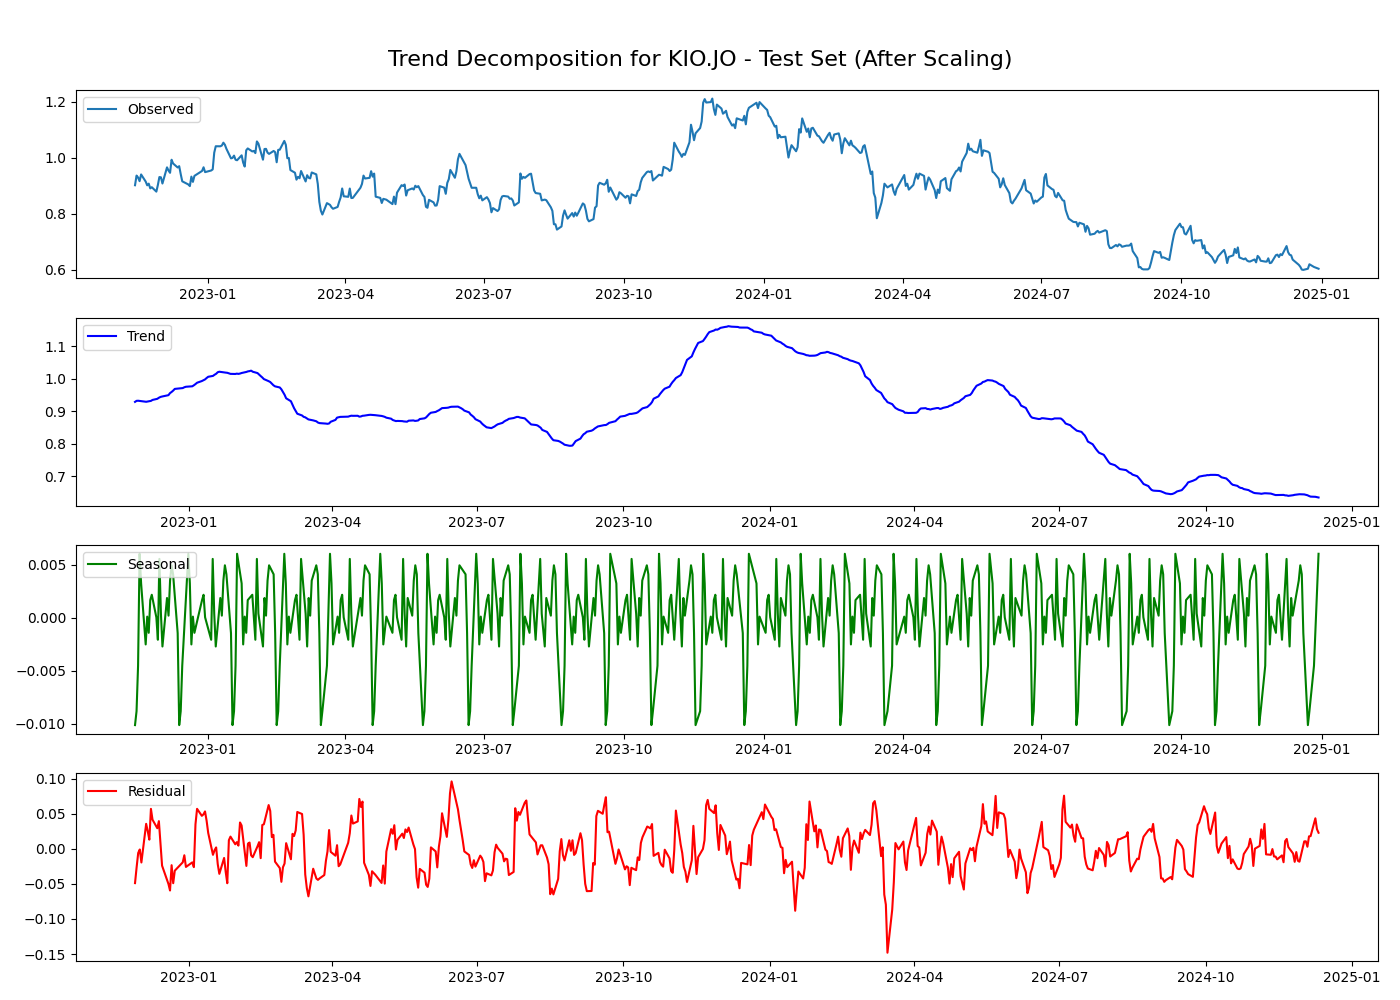 Trend Decomposition for KIO.JO - Test Set (After Scaling)
Observed
1.2
1.0
0.8
0.6
2023-01 2023-04 2023-07 2023-10 2024-01 2024-04 2024-07 2024-10 2025-01
Trend
1.1
1.0
0.9
0.8
0.7
2023-01 2023-04 2023-07 2023-10 2024-01 2024-04 2024-07 2024-10 2025-01
Seasonal
0.005
0.000
−0.005
−0.010
2023-01 2023-04 2023-07 2023-10 2024-01 2024-04 2024-07 2024-10 2025-01
Residual
0.10
0.05
0.00
−0.05
−0.10
−0.15
2023-01 2023-04 2023-07 2023-10 2024-01 2024-04 2024-07 2024-10 2025-01